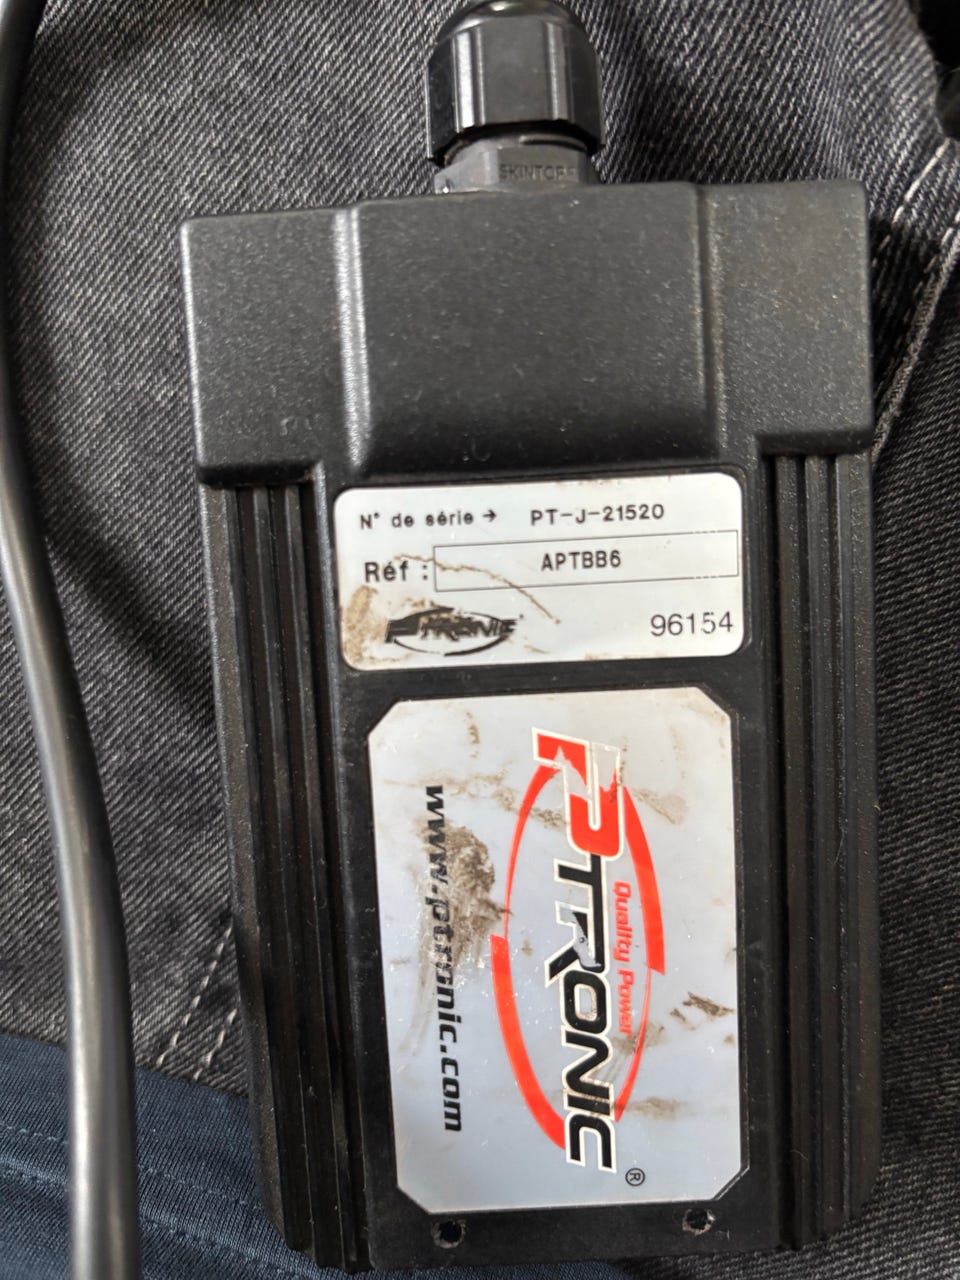 SKINTOP
N° de série → PT-J-21520
Réf : APTBB6
PTRONIC
96154
PTRONIC®
Quality Power
www.ptronic.com